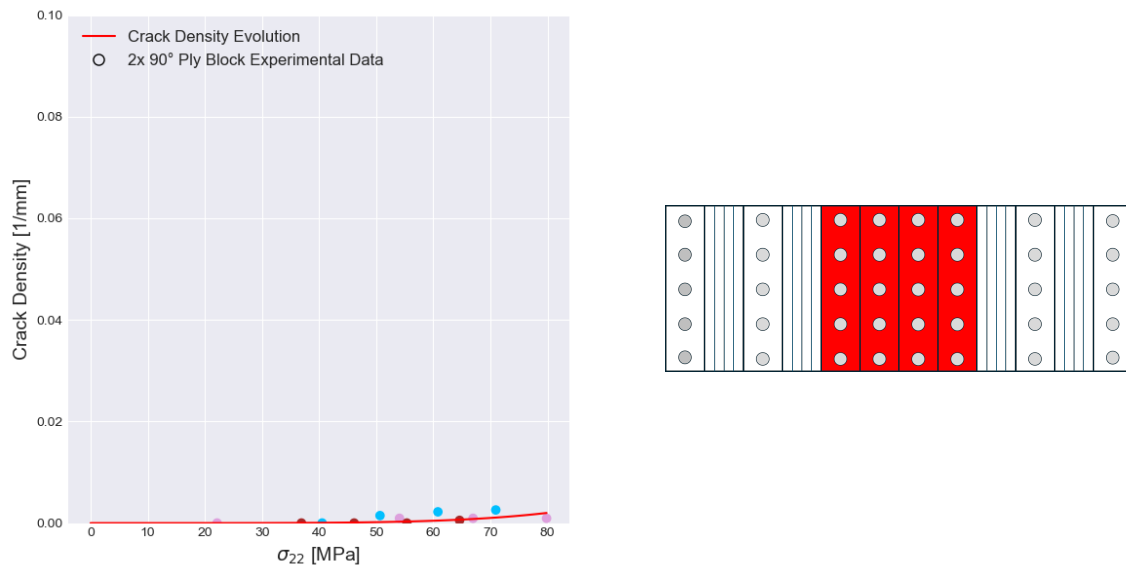 0.10
Crack Density Evolution
2x 90° Ply Block Experimental Data
0.08
0.06
0.04
0.02
0.00
Crack Density [1/mm]
0 10 20 30 40 50 60 70 80
σ₂₂ [MPa]